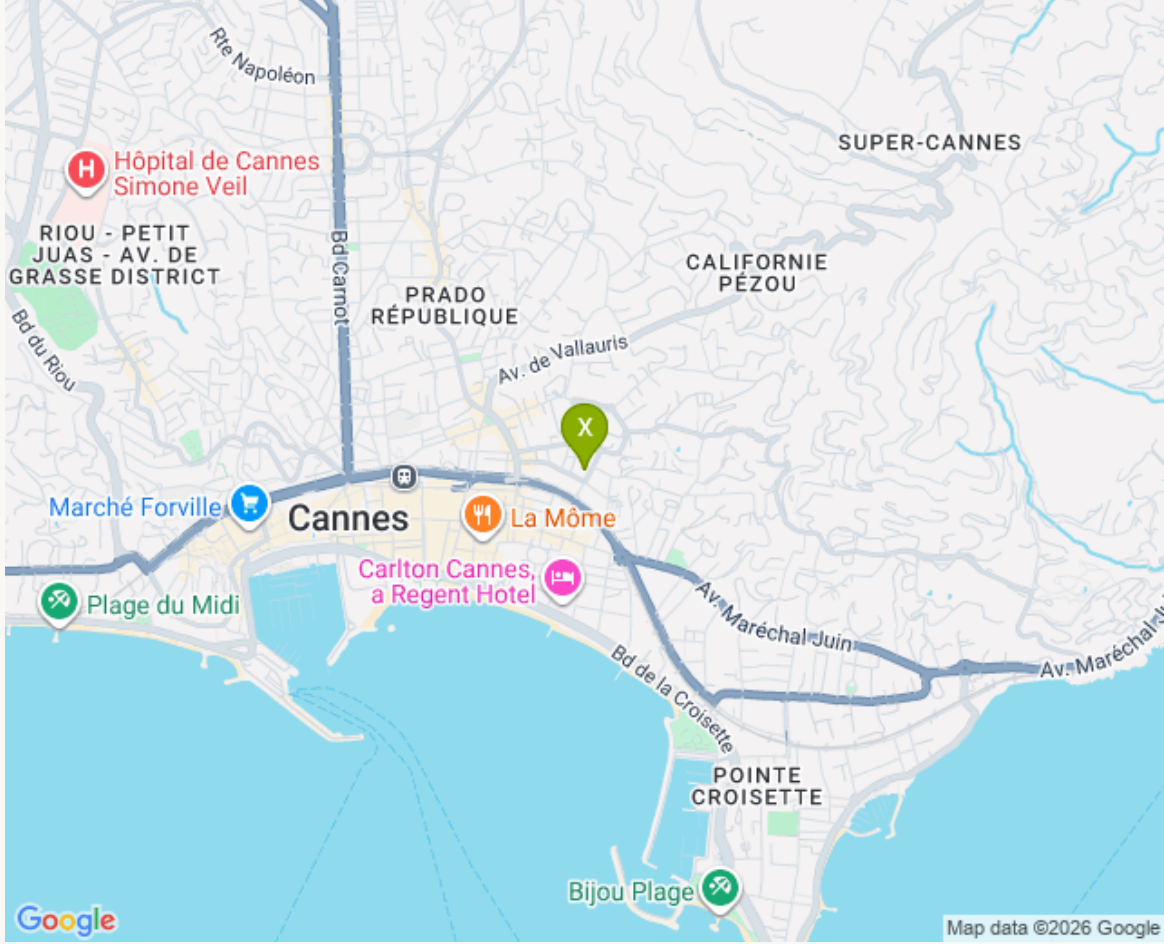 Rte Napoléon
SUPER-CANNES
Hôpital de Cannes
Simone Veil
RIOU - PETIT
JUAS - AV. DE
GRASSE DISTRICT
Bd Carnot
CALIFORNIE
PÉZOU
PRADO
RÉPUBLIQUE
Bd du Riou
Av. de Vallauris
X
Marché Forville
Cannes
La Môme
Carlton Cannes,
a Regent Hotel
Plage du Midi
Av. Maréchal Juin
Av. Maréchal Ju
Bd de la Croisette
POINTE
CROISETTE
Bijou Plage
Google
Map data ©2026 Google
H